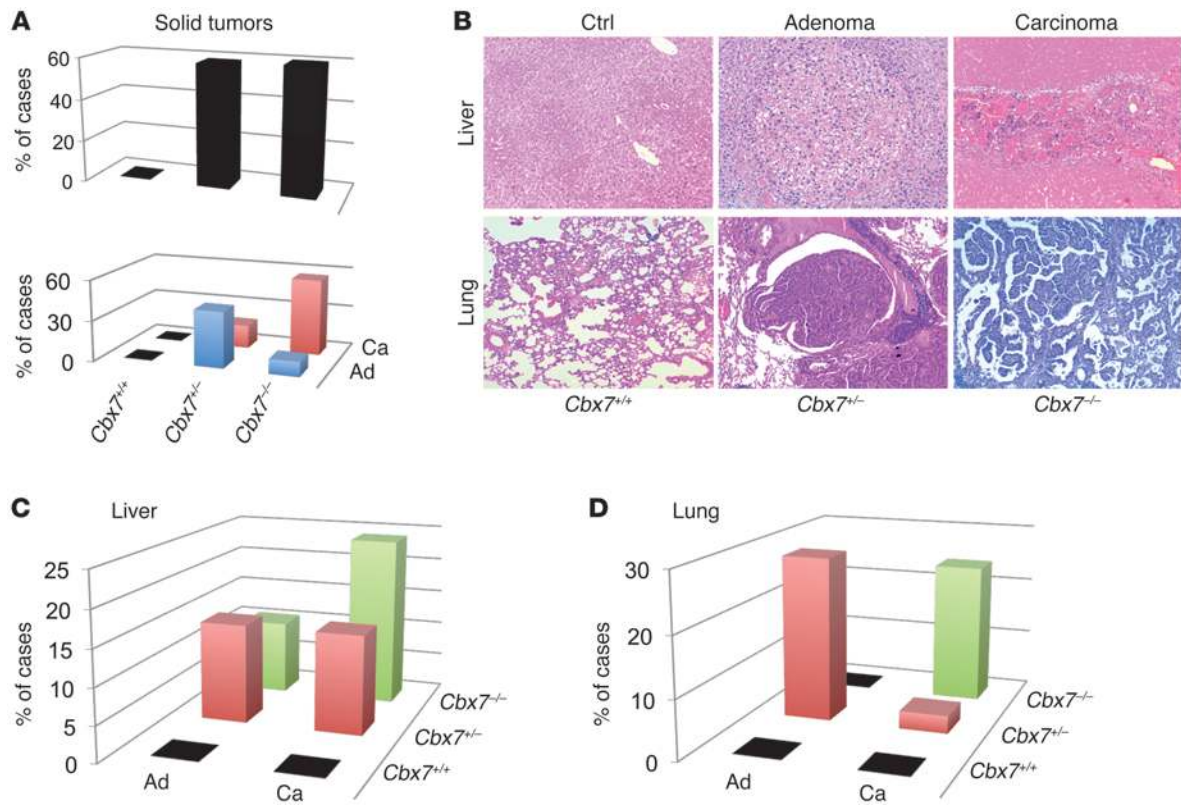 A
Solid tumors
% of cases
60
40
20
0
% of cases
60
30
0
Ca
Ad
Cbx7+/+
Cbx7+/–
Cbx7–/–
B
Ctrl
Adenoma
Carcinoma
Liver
Lung
Cbx7+/+
Cbx7+/–
Cbx7–/–
C
Liver
% of cases
25
20
15
10
5
0
Ad
Ca
Cbx7–/–
Cbx7+/–
Cbx7+/+
D
Lung
% of cases
30
20
10
0
Ad
Ca
Cbx7–/–
Cbx7+/–
Cbx7+/+